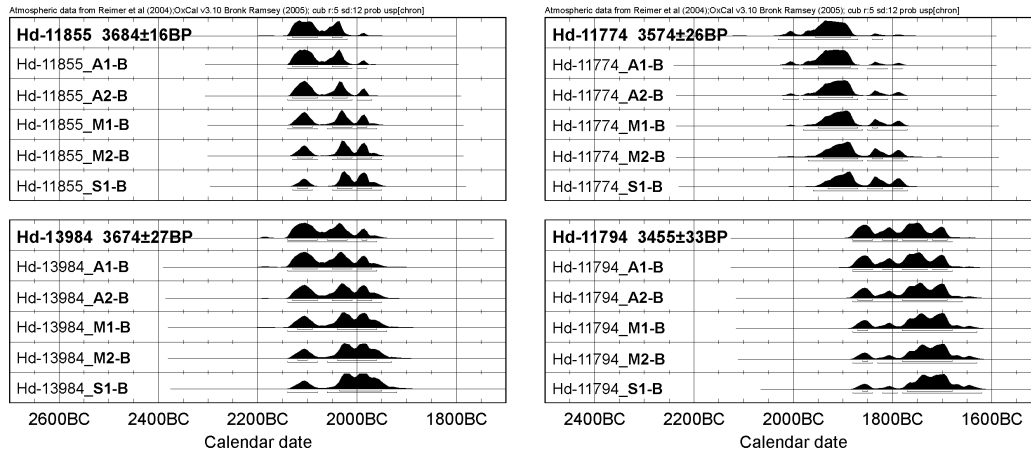 Atmospheric data from Reimer et al (2004);OxCal v3.10 Bronk Ramsey (2005); cub r:5 sd:12 prob usp[chron]
Hd-11855 3684±16BP
Hd-11855_A1-B
Hd-11855_A2-B
Hd-11855_M1-B
Hd-11855_M2-B
Hd-11855_S1-B
Hd-13984 3674±27BP
Hd-13984_A1-B
Hd-13984_A2-B
Hd-13984_M1-B
Hd-13984_M2-B
Hd-13984_S1-B
2600BC 2400BC 2200BC 2000BC 1800BC
Calendar date
Atmospheric data from Reimer et al (2004);OxCal v3.10 Bronk Ramsey (2005); cub r:5 sd:12 prob usp[chron]
Hd-11774 3574±26BP
Hd-11774_A1-B
Hd-11774_A2-B
Hd-11774_M1-B
Hd-11774_M2-B
Hd-11774_S1-B
Hd-11794 3455±33BP
Hd-11794_A1-B
Hd-11794_A2-B
Hd-11794_M1-B
Hd-11794_M2-B
Hd-11794_S1-B
2400BC 2200BC 2000BC 1800BC 1600BC
Calendar date